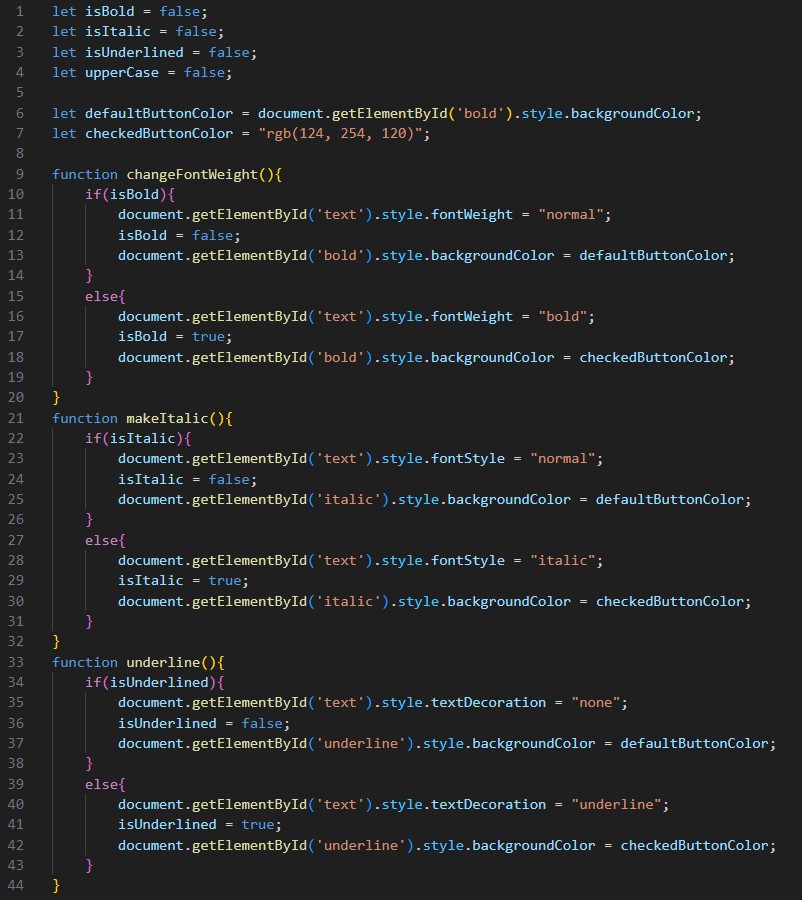 1 let isBold = false;
2 let isItalic = false;
3 let isUnderlined = false;
4 let upperCase = false;
5
6 let defaultButtonColor = document.getElementById('bold').style.backgroundColor;
7 let checkedButtonColor = "rgb(124, 254, 120)";
8
9 function changeFontWeight(){
10     if(isBold){
11         document.getElementById('text').style.fontWeight = "normal";
12         isBold = false;
13         document.getElementById('bold').style.backgroundColor = defaultButtonColor;
14     }
15     else{
16         document.getElementById('text').style.fontWeight = "bold";
17         isBold = true;
18         document.getElementById('bold').style.backgroundColor = checkedButtonColor;
19     }
20 }
21 function makeItalic(){
22     if(isItalic){
23         document.getElementById('text').style.fontStyle = "normal";
24         isItalic = false;
25         document.getElementById('italic').style.backgroundColor = defaultButtonColor;
26     }
27     else{
28         document.getElementById('text').style.fontStyle = "italic";
29         isItalic = true;
30         document.getElementById('italic').style.backgroundColor = checkedButtonColor;
31     }
32 }
33 function underline(){
34     if(isUnderlined){
35         document.getElementById('text').style.textDecoration = "none";
36         isUnderlined = false;
37         document.getElementById('underline').style.backgroundColor = defaultButtonColor;
38     }
39     else{
40         document.getElementById('text').style.textDecoration = "underline";
41         isUnderlined = true;
42         document.getElementById('underline').style.backgroundColor = checkedButtonColor;
43     }
44 }